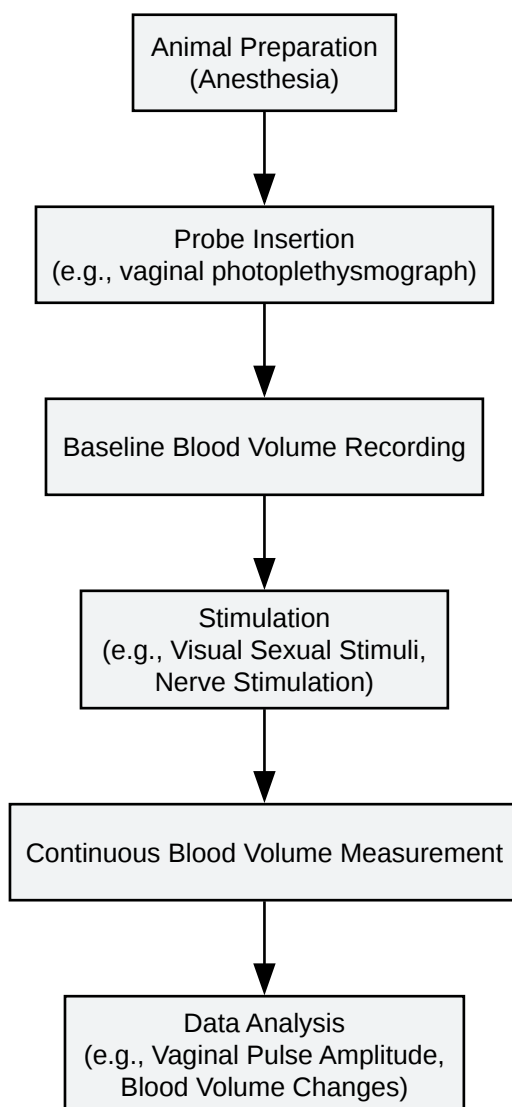 Animal Preparation
(Anesthesia)
Probe Insertion
(e.g., vaginal photoplethysmograph)
Baseline Blood Volume Recording
Stimulation
(e.g., Visual Sexual Stimuli,
Nerve Stimulation)
Continuous Blood Volume Measurement
Data Analysis
(e.g., Vaginal Pulse Amplitude,
Blood Volume Changes)